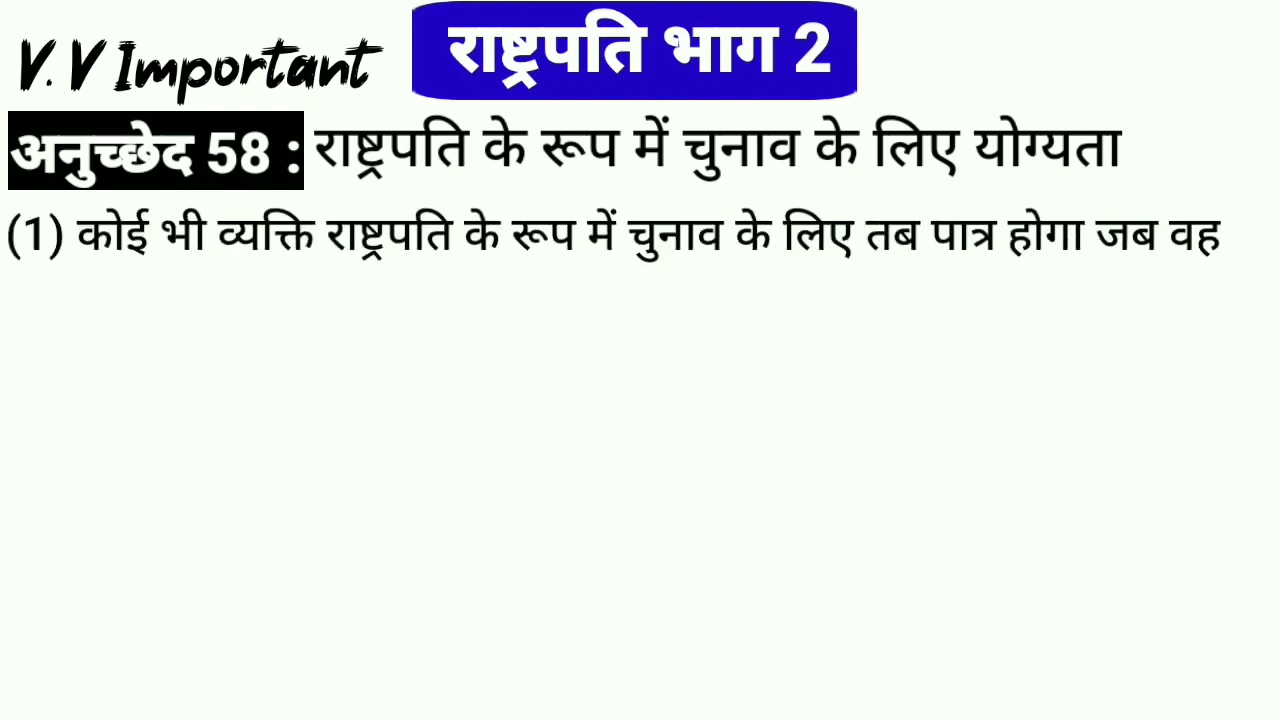 V. V Important
राष्ट्रपति भाग 2
अनुच्छेद 58 : राष्ट्रपति के रूप में चुनाव के लिए योग्यता
(1) कोई भी व्यक्ति राष्ट्रपति के रूप में चुनाव के लिए तब पात्र होगा जब वह